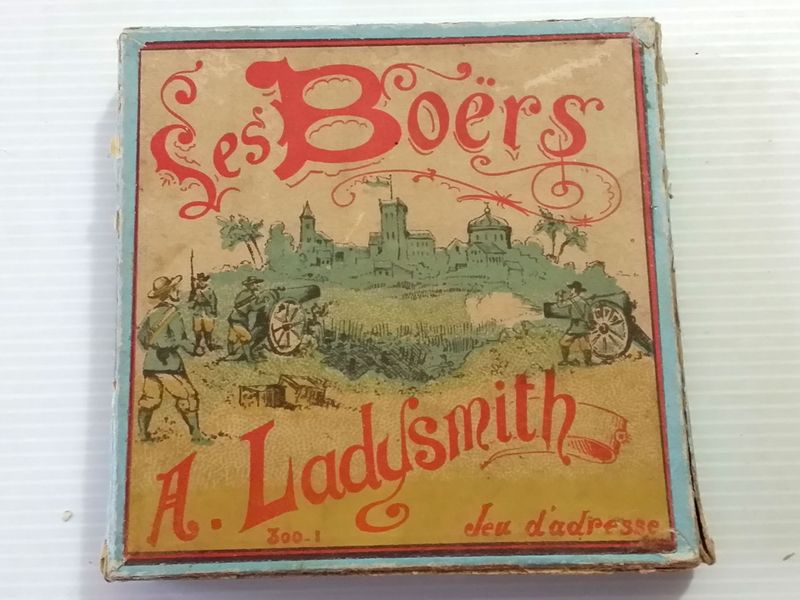 Les Boërs
A. Ladysmith
300-1
Jeu d'adresse